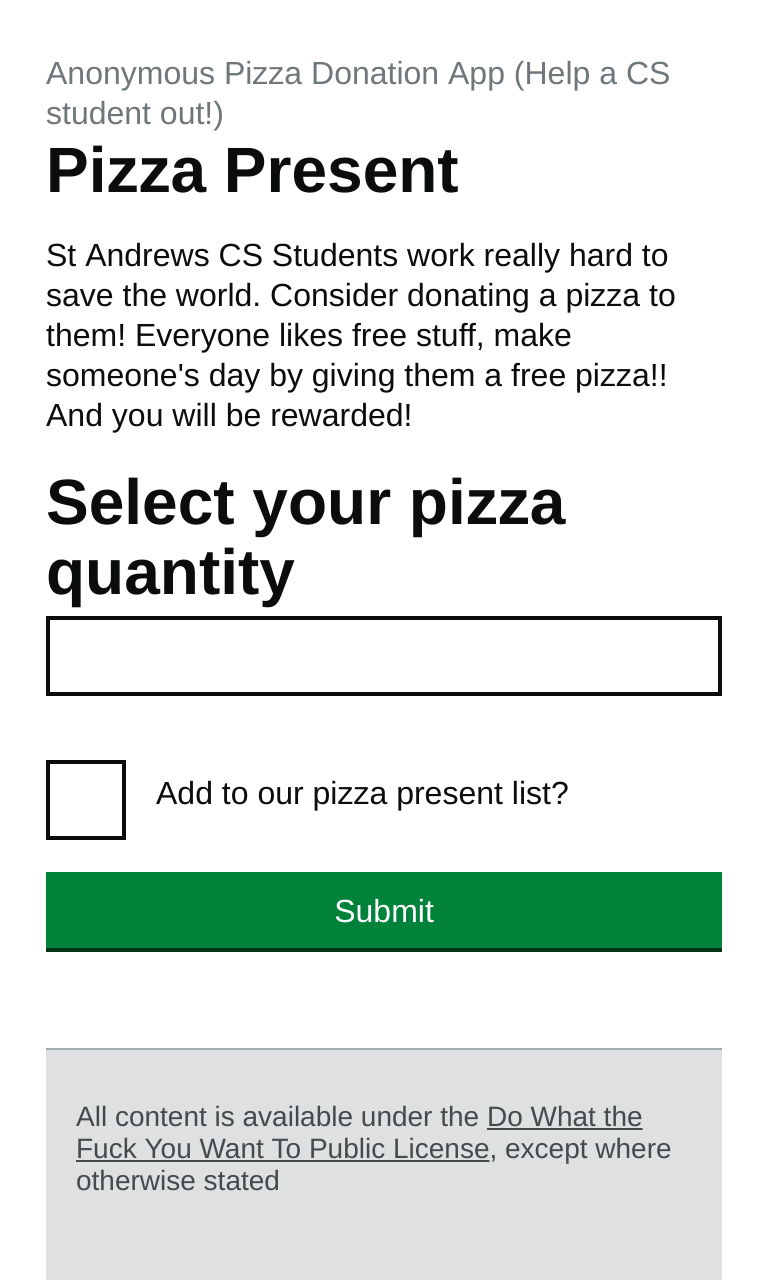 Anonymous Pizza Donation App (Help a CS
student out!)
Pizza Present
St Andrews CS Students work really hard to
save the world. Consider donating a pizza to
them! Everyone likes free stuff, make
someone's day by giving them a free pizza!!
And you will be rewarded!
Select your pizza
quantity
Add to our pizza present list?
Submit
All content is available under the Do What the
Fuck You Want To Public License, except where
otherwise stated